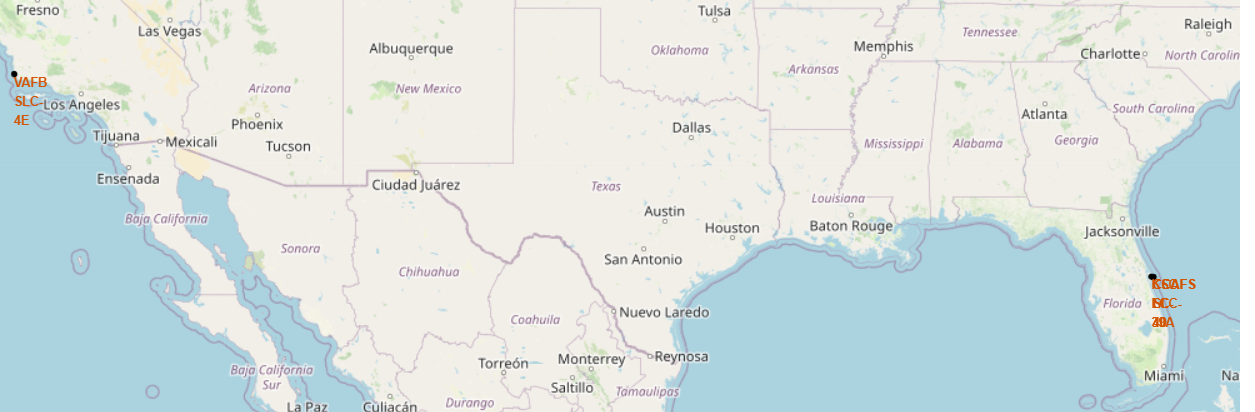 Fresno
Tulsa
Raleigh
Las Vegas
Tennessee
Albuquerque
Oklahoma
Memphis
Charlotte
North Carolin
VAFB
SLC-
4E
Los Angeles
Arizona
New Mexico
Arkansas
South Carolina
Phoenix
Atlanta
Tijuana
Mexicali
Dallas
Tucson
Mississippi
Alabama
Georgia
Ensenada
Ciudad Juárez
Texas
Louisiana
Baja California
Austin
Baton Rouge
Houston
Jacksonville
Sonora
San Antonio
Chihuahua
Florida
Nuevo Laredo
Coahuila
Torreón
Monterrey
Reynosa
Baja California
Sur
Saltillo
Tamaulipas
Miami
Na
La Paz
Culiacán
Durango